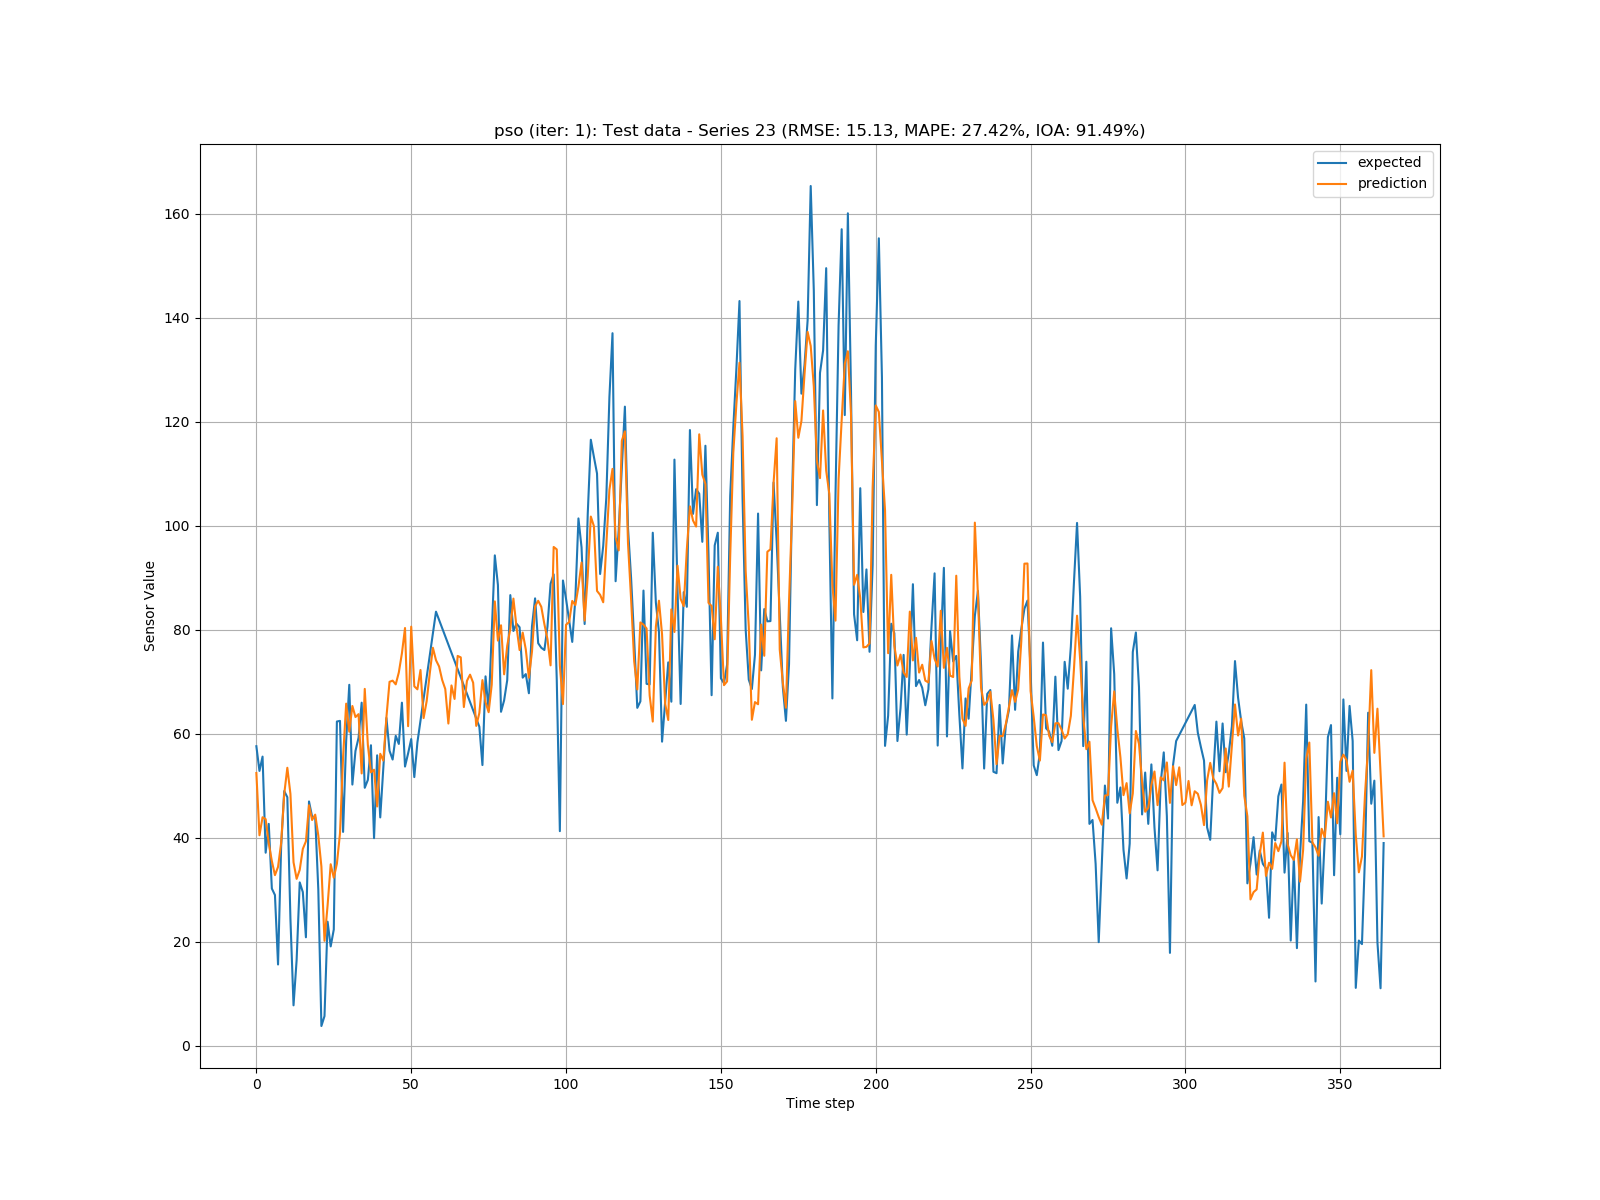 pso (iter: 1): Test data - Series 23 (RMSE: 15.13, MAPE: 27.42%, IOA: 91.49%)
expected
prediction
160
140
120
100
80
60
40
20
0
Sensor Value
0 50 100 150 200 250 300 350
Time step